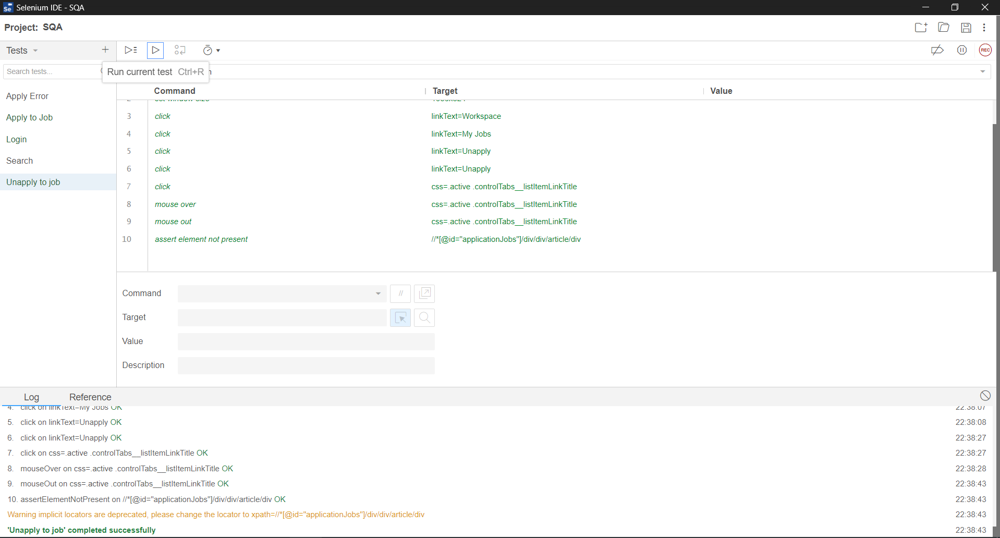 Selenium IDE - SQA
Project: SQA
Tests
Search tests...
Run current test Ctrl+R
Command Target Value
3 click linkText=Workspace
4 click linkText=My Jobs
5 click linkText=Unapply
6 click linkText=Unapply
7 click css=.active .controlTabs__listItemLinkTitle
8 mouse over css=.active .controlTabs__listItemLinkTitle
9 mouse out css=.active .controlTabs__listItemLinkTitle
10 assert element not present //*[@id="applicationJobs"]/div/div/article/div
Apply Error
Apply to Job
Login
Search
Unapply to job
REC
Command //
Target
Value
Description
Log Reference
4. click on linkText=My Jobs OK 22:38:07
5. click on linkText=Unapply OK 22:38:08
6. click on linkText=Unapply OK 22:38:27
7. click on css=.active .controlTabs__listItemLinkTitle OK 22:38:27
8. mouseOver on css=.active .controlTabs__listItemLinkTitle OK 22:38:28
9. mouseOut on css=.active .controlTabs__listItemLinkTitle OK 22:38:43
10. assertElementNotPresent on //*[@id="applicationJobs"]/div/div/article/div OK 22:38:43
Warning implicit locators are deprecated, please change the locator to xpath=//*[@id="applicationJobs"]/div/div/article/div 22:38:43
'Unapply to job' completed successfully 22:38:43